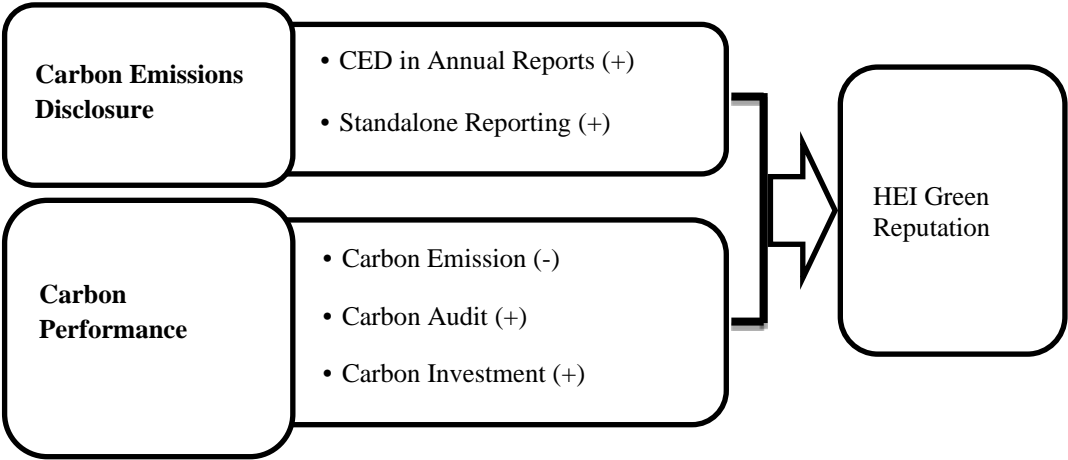 Carbon Emissions
Disclosure
• CED in Annual Reports (+)
• Standalone Reporting (+)
Carbon
Performance
• Carbon Emission (-)
• Carbon Audit (+)
• Carbon Investment (+)
HEI Green
Reputation